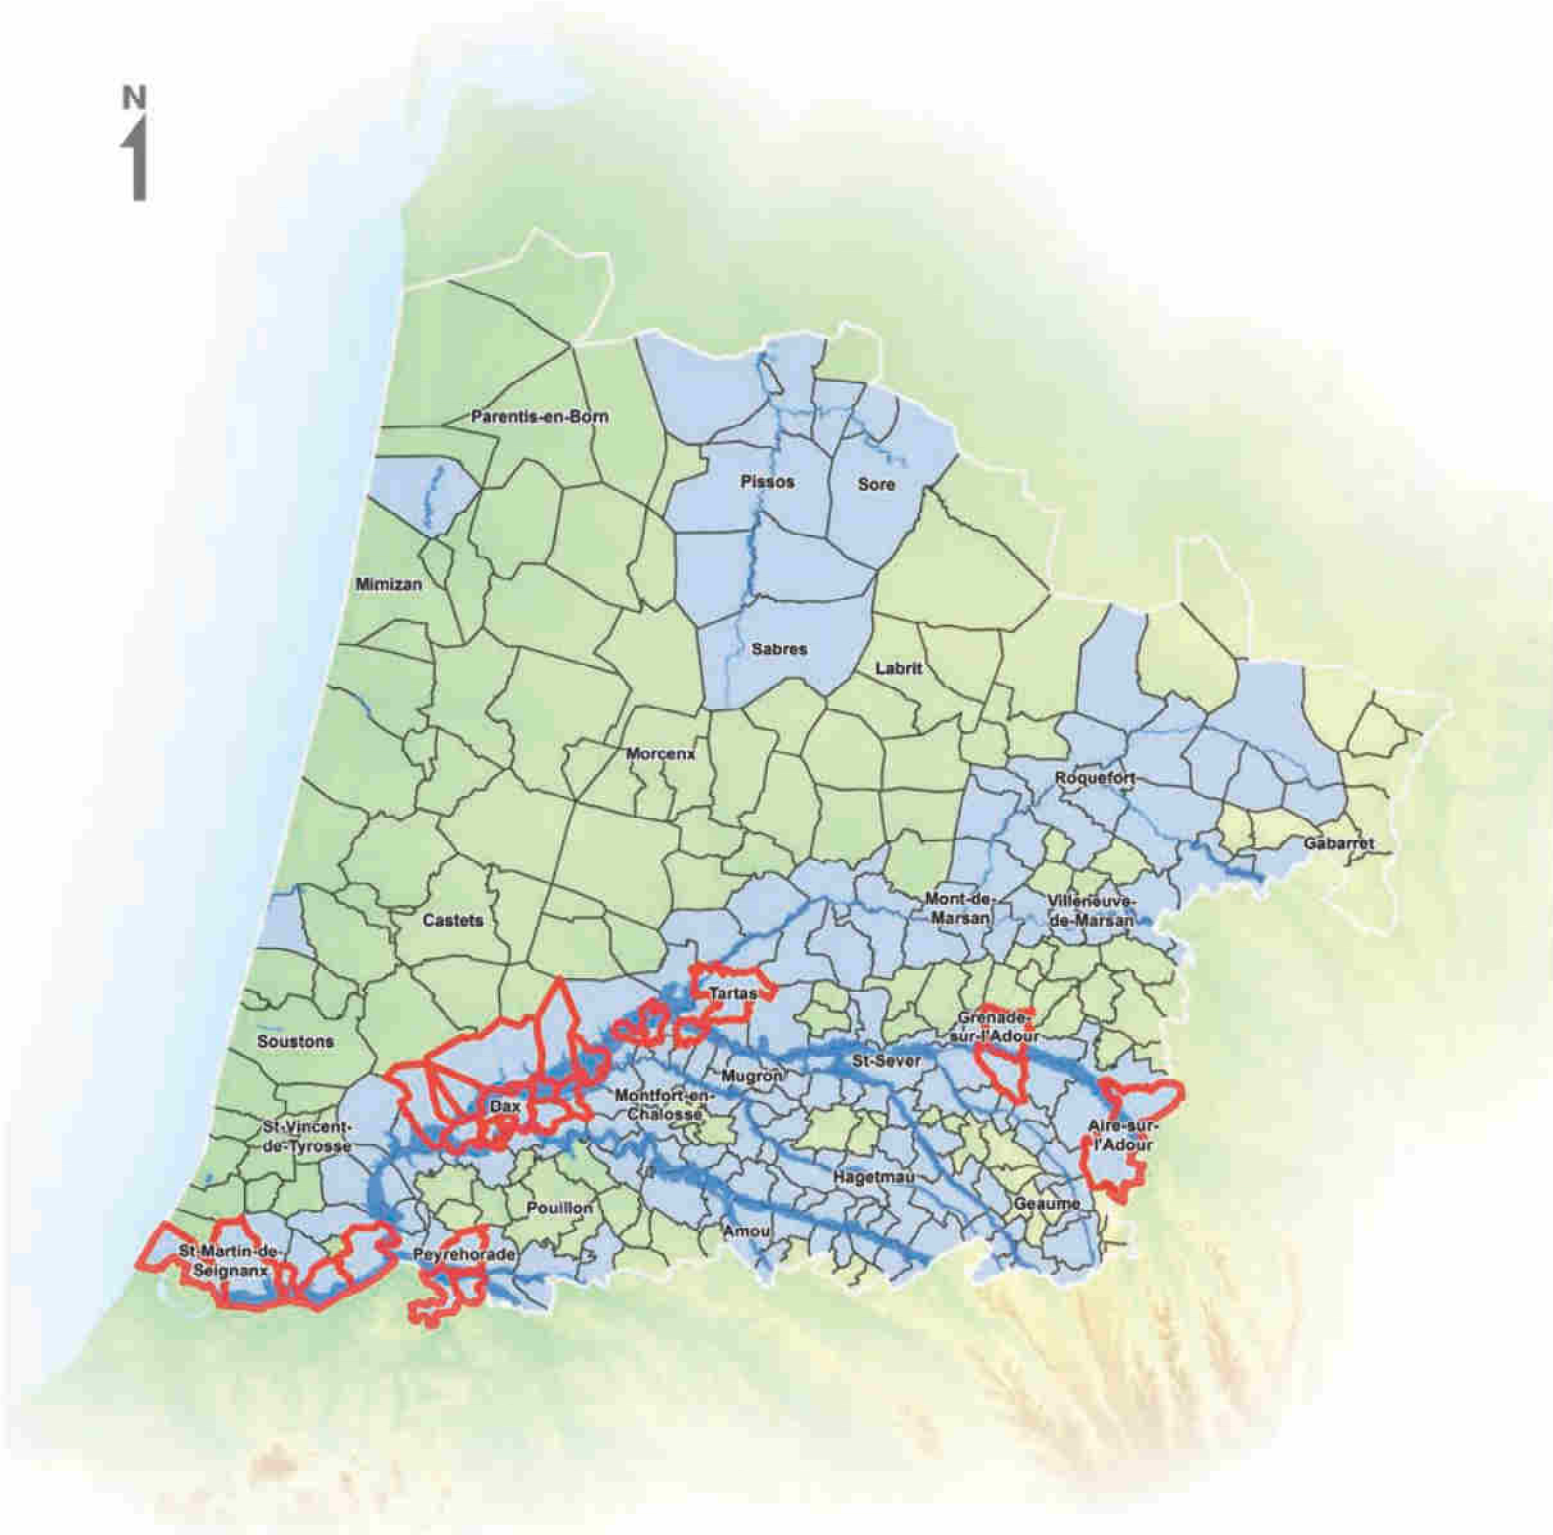 N
Parentis-en-Born
Pissos
Sore
Mimizan
Sabres
Labrit
Morcenx
Roquefort
Gabarret
Castets
Mont-de-
Marsan
Villeneuve-
de-Marsan
Tartas
Grenade-
sur-l'Adour
Soustons
St-Sever
Mugron
Montfort-en-
Chalosse
Dax
St-Vincent-
de-Tyrosse
Aire-sur-
l'Adour
Hagetmau
Geaume
Pouillon
Amou
St-Martin-de-
Seignanx
Peyrehorade